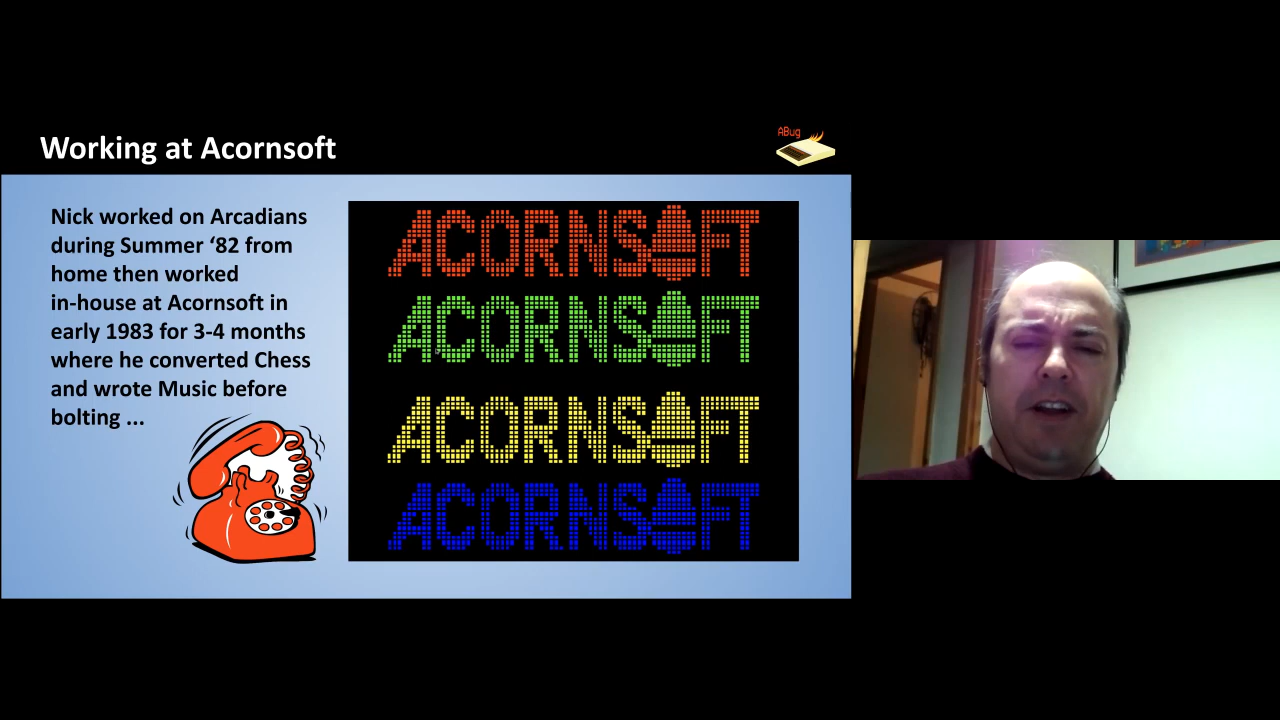 ABug
Working at Acornsoft
Nick worked on Arcadians
during Summer ‘82 from
home then worked
in-house at Acornsoft in
early 1983 for 3-4 months
where he converted Chess
and wrote Music before
bolting ...
ACORNSOFT
ACORNSOFT
ACORNSOFT
ACORNSOFT